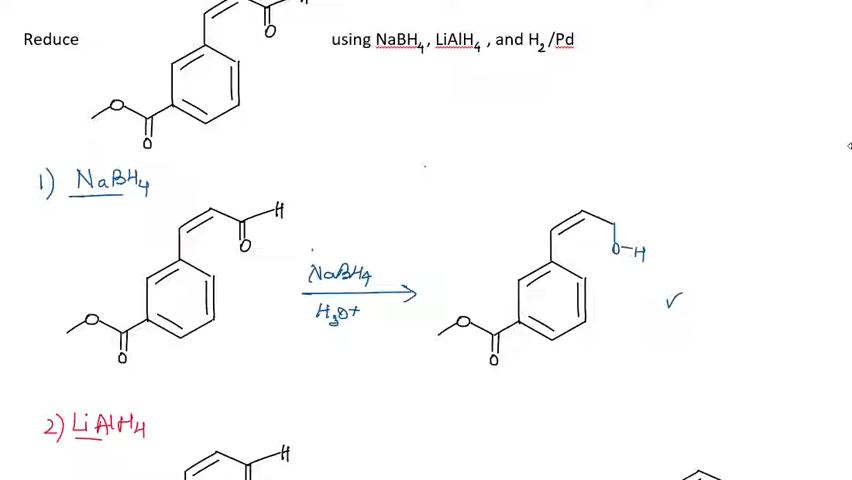 H
O
Reduce using NaBH4, LiAlH4 , and H2/Pd
O
O
1) NaBH4
H
O
O-H
NaBH4
H3O+
O
O
O
O
2) LiAlH4
H